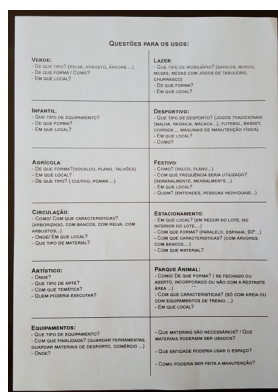 QUESTÕES PARA OS USOS:
VERDE:
- DE QUE TIPO? (RELVA, ARBUSTO, ÁRVORE ...)
- DE QUE FORMA / COMO?
- EM QUE LOCAL?
LAZER:
- QUE TIPO DE MOBILIÁRIO? (BANCOS, MUROS,
MESAS, MESAS COM JOGOS DE TABULEIRO,
CHURRASCO)
- DE QUE FORMA?
- EM QUE LOCAL?
INFANTIL:
- QUE TIPO DE EQUIPAMENTO?
- DE QUE FORMA?
- EM QUE LOCAL?
DESPORTIVO:
- QUE TIPO DE DESPORTO? (JOGOS TRADICIONAIS
(MALHA, PATANCA, MACACA...), FUTEBOL, BASKET,
CORRIDA..., MÁQUINAS DE MANUTENÇÃO FÍSICA)
- EM QUE LOCAL?
- COMO?
AGRÍCOLA:
- DE QUE FORMA?(SOCALCO, PLANO, TALHÕES)
- EM QUE LOCAL?
- DE QUE TIPO? ( CULTIVO, POMAR....)
FESTIVO:
- COMO? (PALCO, PLANO...)
- COM QUE FREQUÊNCIA SERIA UTILIZADO?
(SEMANALMENTE, MENSALMENTE...)
- EM QUE LOCAL?
- QUEM? (ENTIDADES, PESSOAS INDIVIDUAIS...)
CIRCULAÇÃO:
- COMO/ COM QUE CARACTERÍSTICAS?
(ARBORIZADO, COM BANCOS, COM RELVA, COM
ARBUSTOS...)
- ONDE/ EM QUE LOCAL?
- QUE TIPO DE MATERIAL?
ESTACIONAMENTO:
- EM QUE LOCAL? (EM REDOR AO LOTE, NO
INTERIOR DO LOTE....)
- COM QUE FORMA? (PARALELO, ESPINHA, 90º...)
- COM QUE CARACTERÍSTICAS? (COM ÁRVORES,
COM BANCOS....)
- COM QUE MATERIAL?
ARTÍSTICO:
- ONDE?
- QUE TIPO DE ARTE?
- COM QUE TEMÁTICA?
- QUEM PODERIA EXECUTAR?
PARQUE ANIMAL:
- COMO/ DE QUE FORMA? ( SE FECHADO OU
ABERTO, INCORPORADO OU NÃO COM A RESTANTE
ÁREA ...)
- COM QUE CARACTERÍSTICAS? (SÓ COM ÁREA OU
COM EQUIPAMENTOS DE TREINO ...)
- EM QUE LOCAL?
EQUIPAMENTOS:
- QUE TIPO DE EQUIPAMENTO?
- COM QUE FINALIDADE? (GUARDAR FERRAMENTAS,
GUARDAR MATERIAIS DE DESPORTO, COMÉRCIO ...)
- ONDE?
- QUE MATERIAIS SÃO NECESSÁRIOS? / QUE
MATERIAIS PODERIAM SER USADOS?
- QUE ENTIDADE PODERIA USAR O ESPAÇO?
- COMO PODERIA SER FEITA A MANUTENÇÃO?